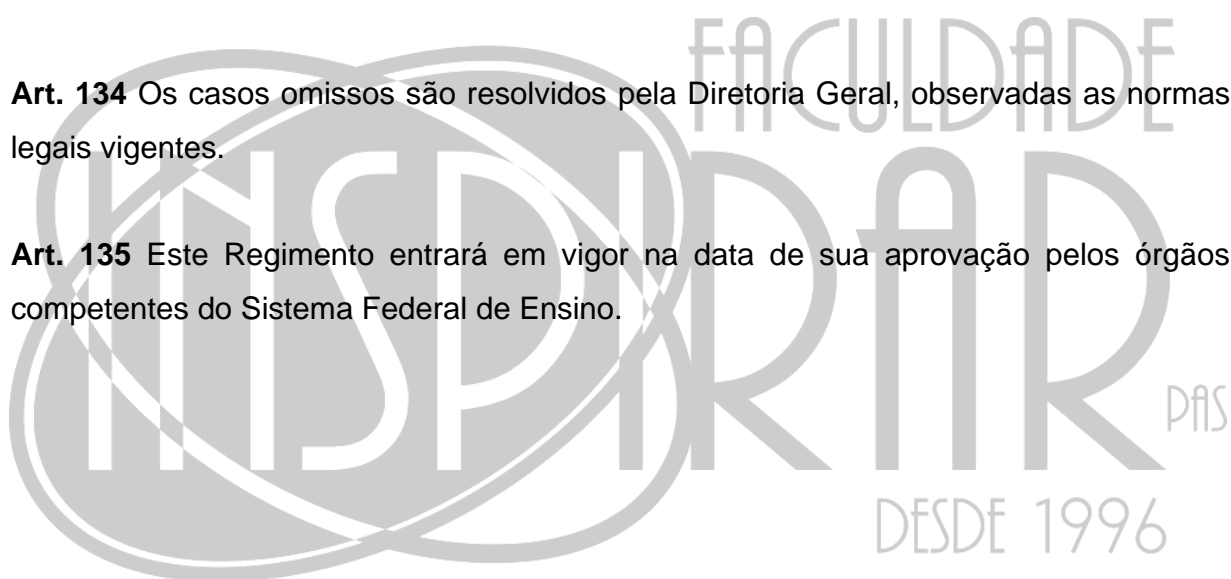 FACULDADE
Art. 134 Os casos omissos são resolvidos pela Diretoria Geral, observadas as normas
legais vigentes.
INSPIRAR
Art. 135 Este Regimento entrará em vigor na data de sua aprovação pelos órgãos
competentes do Sistema Federal de Ensino.
PAS
DESDE 1996